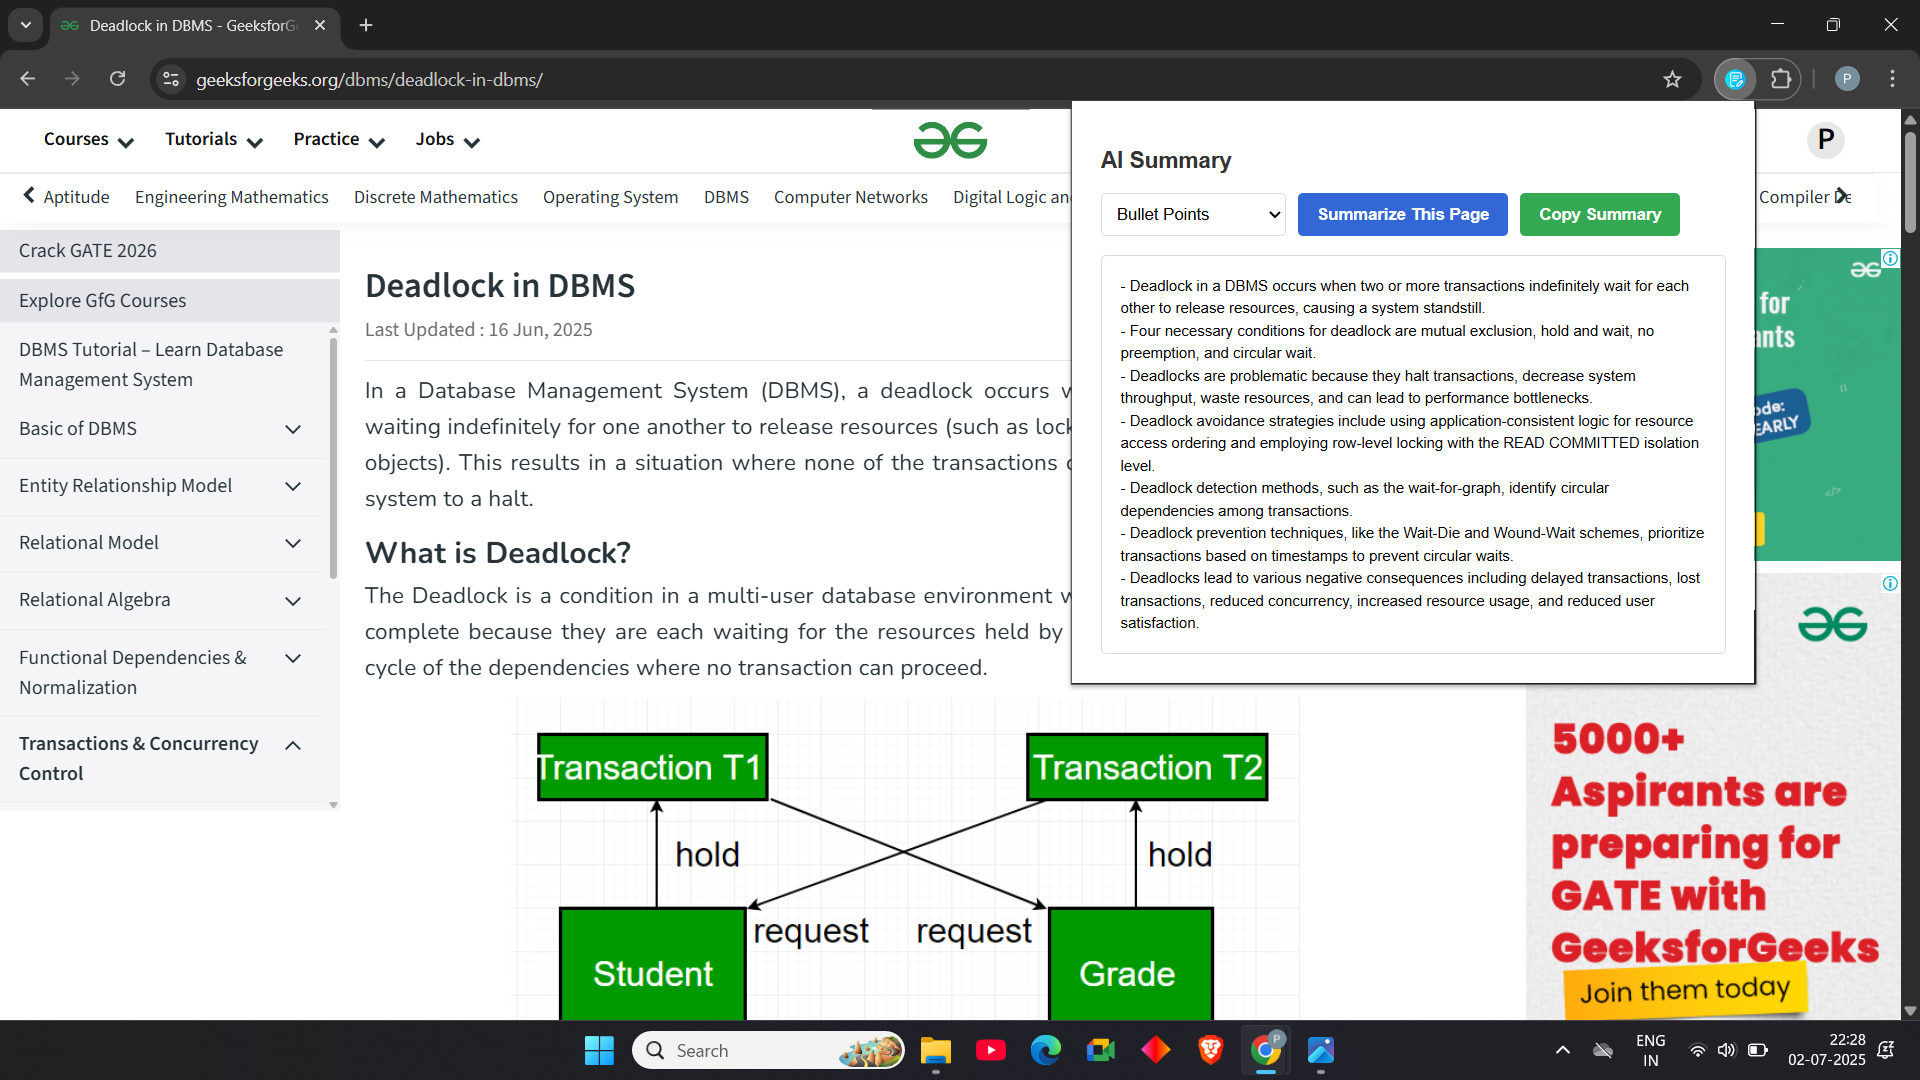 Deadlock in DBMS - GeeksforGe
geeksforgeeks.org/dbms/deadlock-in-dbms/
P
Courses
Tutorials
Practice
Jobs
P
Aptitude
Engineering Mathematics
Discrete Mathematics
Operating System
DBMS
Computer Networks
Digital Logic an
Compiler De
Crack GATE 2026
Explore GfG Courses
DBMS Tutorial – Learn Database
Management System
Basic of DBMS
Entity Relationship Model
Relational Model
Relational Algebra
Functional Dependencies &
Normalization
Transactions & Concurrency
Control
Deadlock in DBMS
Last Updated : 16 Jun, 2025
In a Database Management System (DBMS), a deadlock occurs w
waiting indefinitely for one another to release resources (such as lock
objects). This results in a situation where none of the transactions c
system to a halt.
What is Deadlock?
The Deadlock is a condition in a multi-user database environment w
complete because they are each waiting for the resources held by
cycle of the dependencies where no transaction can proceed.
Transaction T1
Transaction T2
hold
hold
request
request
Student
Grade
AI Summary
Bullet Points
Summarize This Page
Copy Summary
- Deadlock in a DBMS occurs when two or more transactions indefinitely wait for each
other to release resources, causing a system standstill.
- Four necessary conditions for deadlock are mutual exclusion, hold and wait, no
preemption, and circular wait.
- Deadlocks are problematic because they halt transactions, decrease system
throughput, waste resources, and can lead to performance bottlenecks.
- Deadlock avoidance strategies include using application-consistent logic for resource
access ordering and employing row-level locking with the READ COMMITTED isolation
level.
- Deadlock detection methods, such as the wait-for-graph, identify circular
dependencies among transactions.
- Deadlock prevention techniques, like the Wait-Die and Wound-Wait schemes, prioritize
transactions based on timestamps to prevent circular waits.
- Deadlocks lead to various negative consequences including delayed transactions, lost
transactions, reduced concurrency, increased resource usage, and reduced user
satisfaction.
for
ants
ode:
EARLY
5000+
Aspirants are
preparing for
GATE with
GeeksforGeeks
Join them today
Search
P
ENG
IN
22:28
02-07-2025